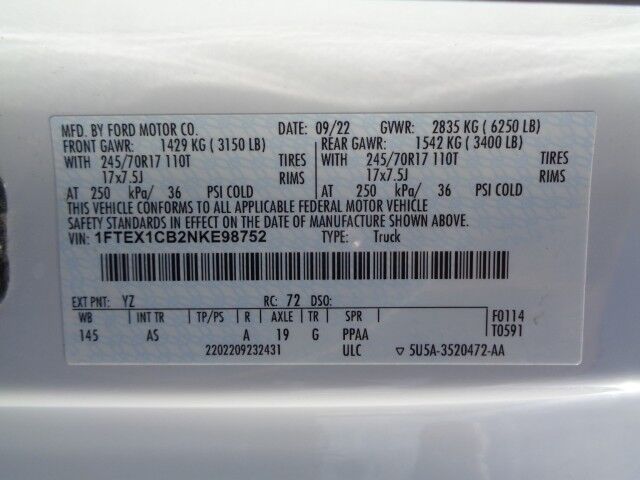 MFD. BY FORD MOTOR CO. DATE: 09/22 GVWR: 2835 KG ( 6250 LB)
FRONT GAWR: 1429 KG ( 3150 LB) REAR GAWR: 1542 KG ( 3400 LB)
WITH 245/70R17 110T TIRES WITH 245/70R17 110T TIRES
17x7.5J RIMS 17x7.5J RIMS
AT 250 kPa/ 36 PSI COLD AT 250 kPa/ 36 PSI COLD
THIS VEHICLE CONFORMS TO ALL APPLICABLE FEDERAL MOTOR VEHICLE
SAFETY STANDARDS IN EFFECT ON THE DATE OF MANUFACTURE SHOWN ABOVE.
VIN: 1FTEX1CB2NKE98752 TYPE: Truck
EXT PNT: YZ RC: 72 DSO:
WB INT TR TP/PS R AXLE TR SPR F0114
145 AS A 19 G PPAA T0591
2202209232431 ULC ▽ 5U5A-3520472-AA